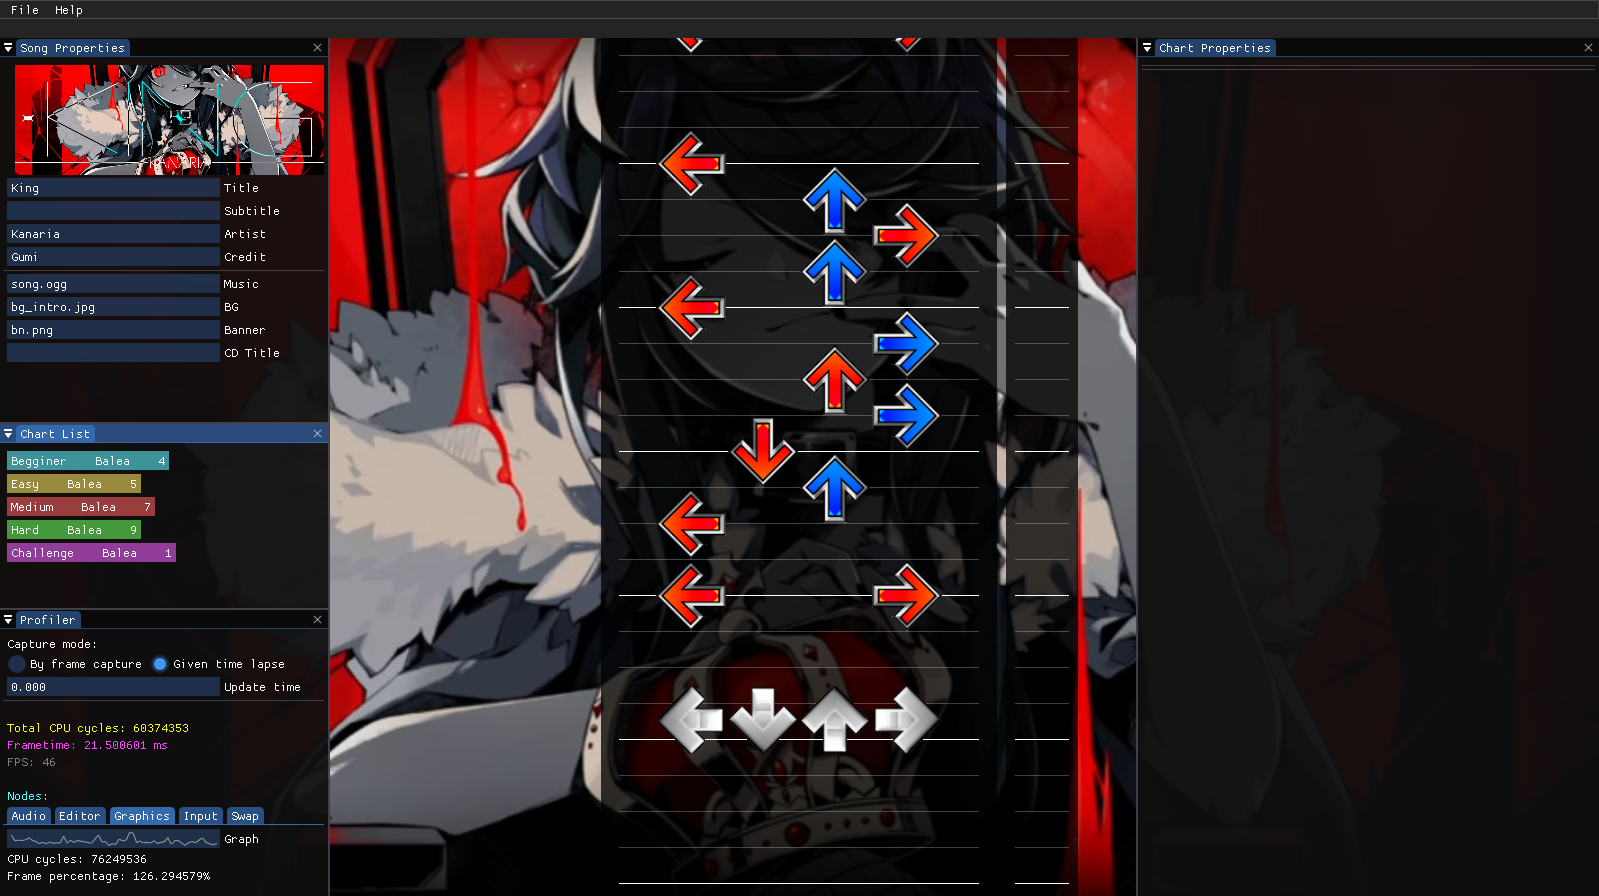 File Help
Song Properties
KANARIA
King Title
Subtitle
Kanaria Artist
Gumi Credit
song.ogg Music
bg_intro.jpg BG
bn.png Banner
CD Title
Chart List
Begginer Balea 4
Easy Balea 5
Medium Balea 7
Hard Balea 9
Challenge Balea 1
Profiler
Capture mode:
By frame capture Given time lapse
0.000 Update time
Total CPU cycles: 60374353
Frametime: 21.500601 ms
FPS: 46
Nodes:
Audio Editor Graphics Input Swap
Graph
CPU cycles: 76249536
Frame percentage: 126.294579%
Chart Properties